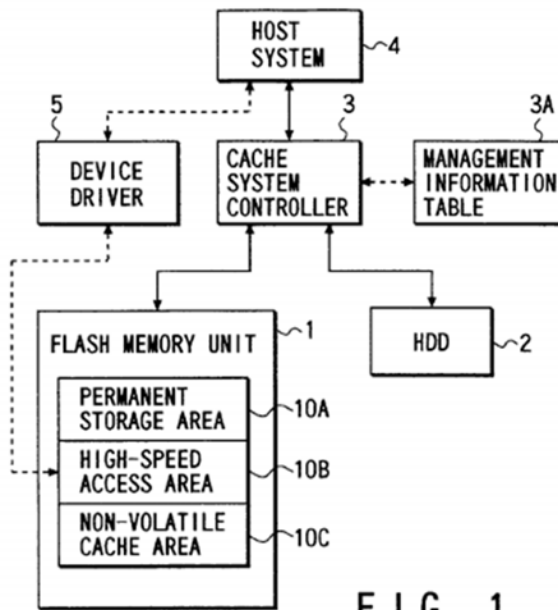 HOST
SYSTEM
4
5
3
3A
DEVICE
DRIVER
CACHE
SYSTEM
CONTROLLER
MANAGEMENT
INFORMATION
TABLE
FLASH MEMORY UNIT
1
HDD
2
PERMANENT
STORAGE AREA
10A
HIGH-SPEED
ACCESS AREA
10B
NON-VOLATILE
CACHE AREA
10C
FIG. 1